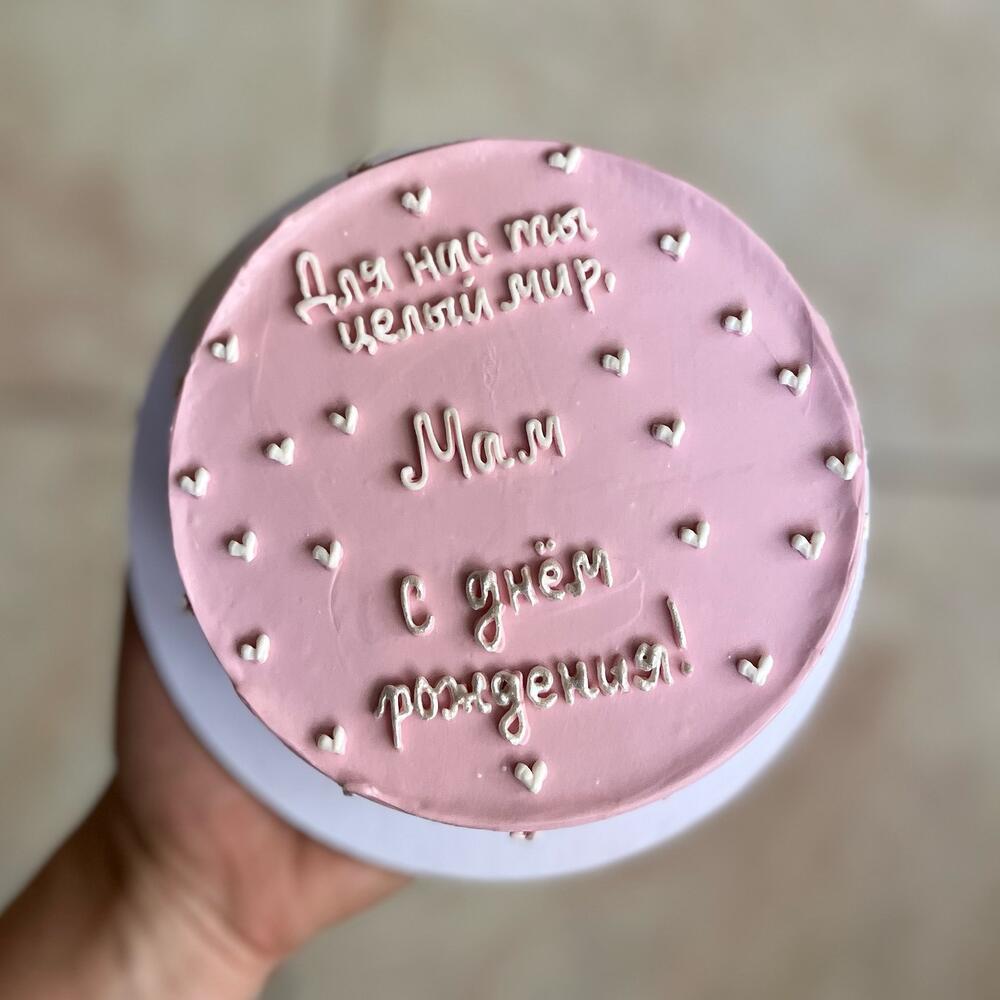 Для нас ты
целый мир.
Мам
с днём
рождения!